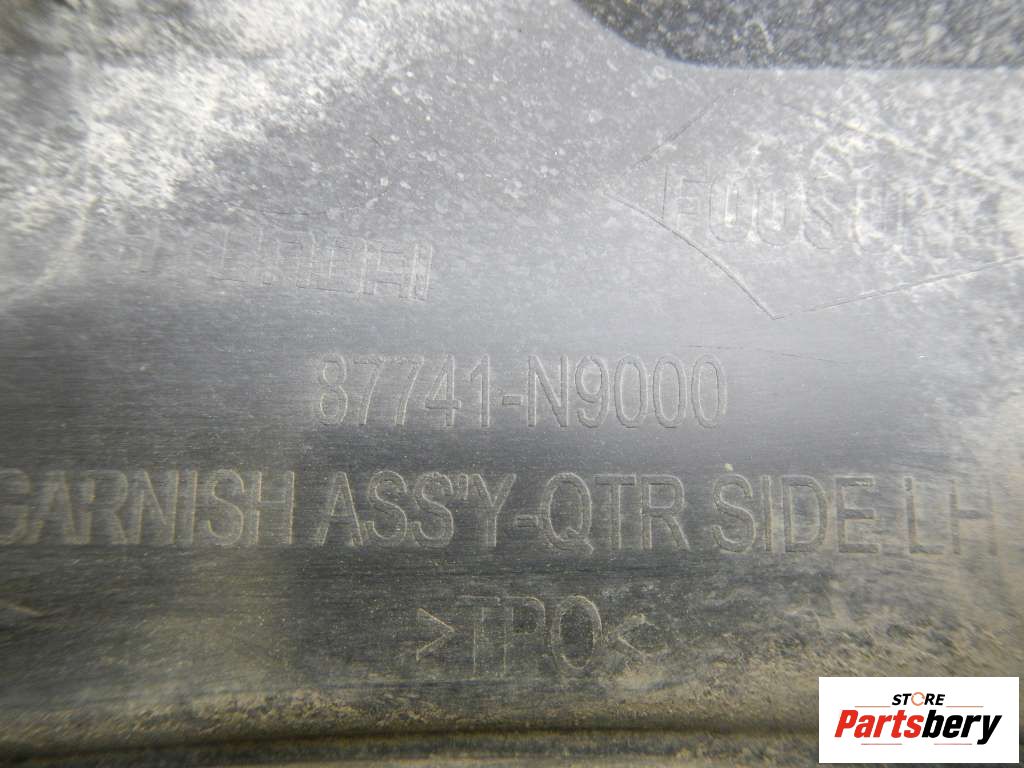 87741-N9000
GARNISH ASS'Y-QTR SIDE,LH
>TPO<
STORE
Partsbery